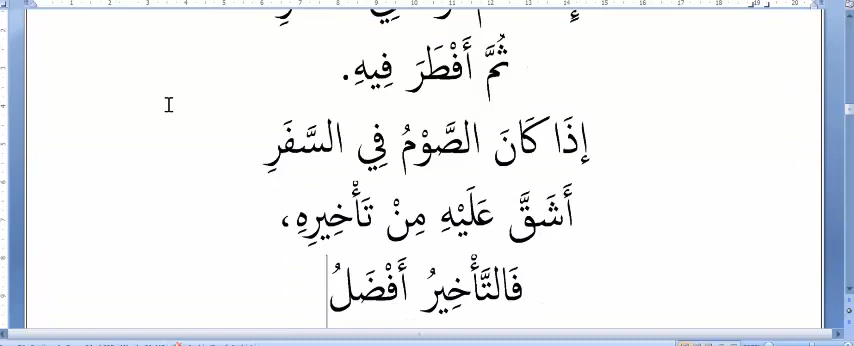 ثُمَّ أَفْطَرَ فِيهِ.
إِذَا كَانَ الصَّوْمُ فِي السَّفَرِ
أَشَقَّ عَلَيْهِ مِنْ تَأْخِيرِهِ،
فَالتَّأْخِيرُ أَفْضَلُ